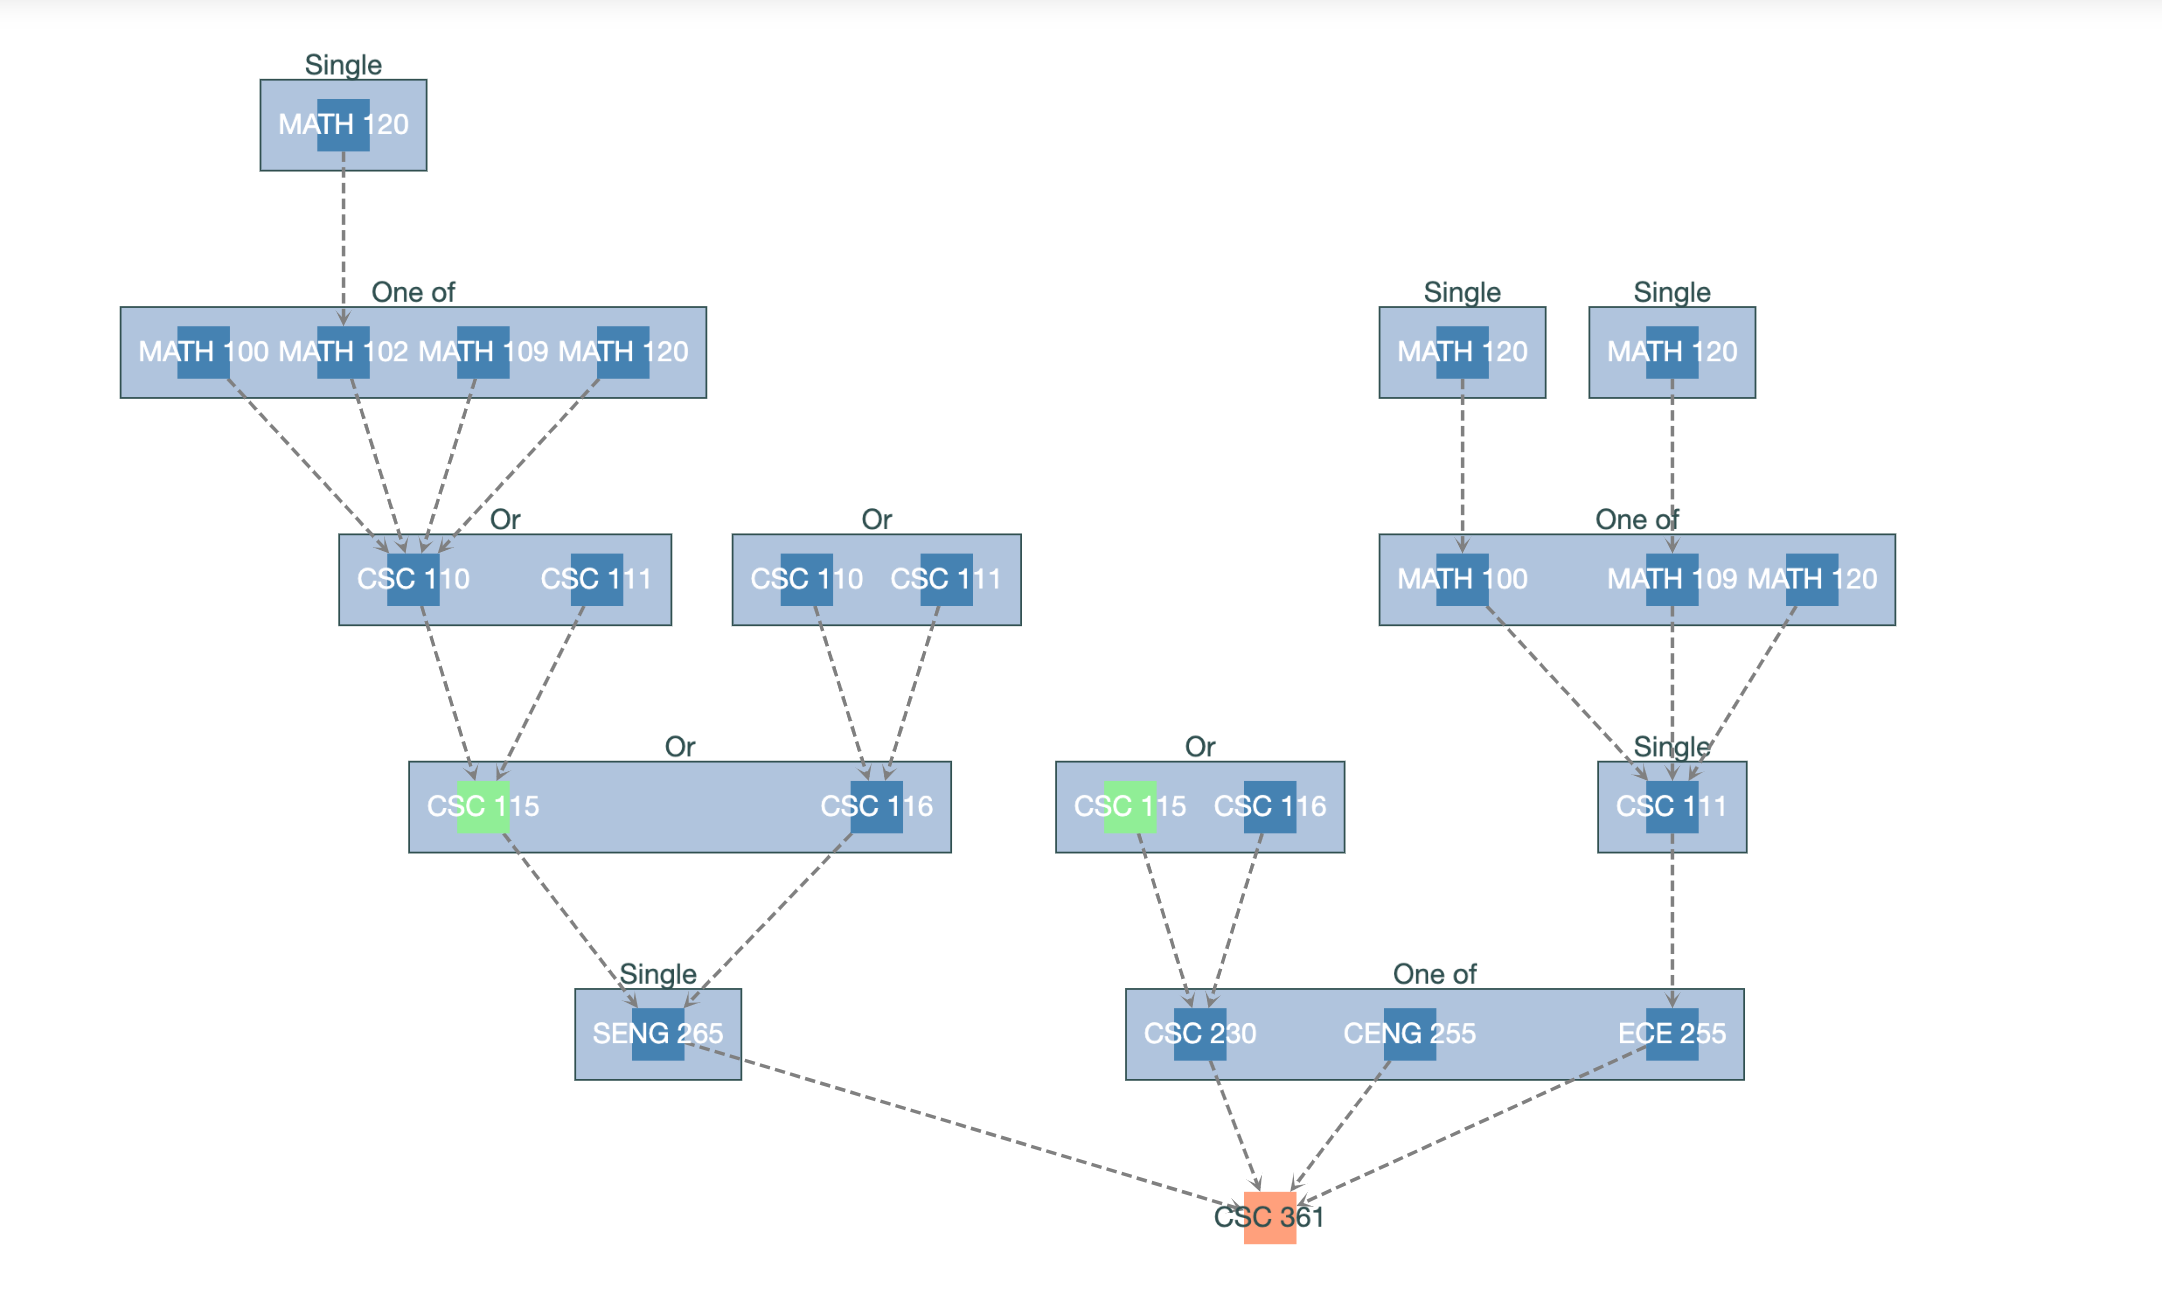 Single
MATH 120
One of
MATH 100 MATH 102 MATH 109 MATH 120
Single
MATH 120
Single
MATH 120
Or
CSC 110 CSC 111
Or
CSC 110 CSC 111
One of
MATH 100 MATH 109 MATH 120
Or
CSC 115 CSC 116
Or
CSC 115 CSC 116
Single
CSC 111
Single
SENG 265
One of
CSC 230 CENG 255 ECE 255
CSC 361